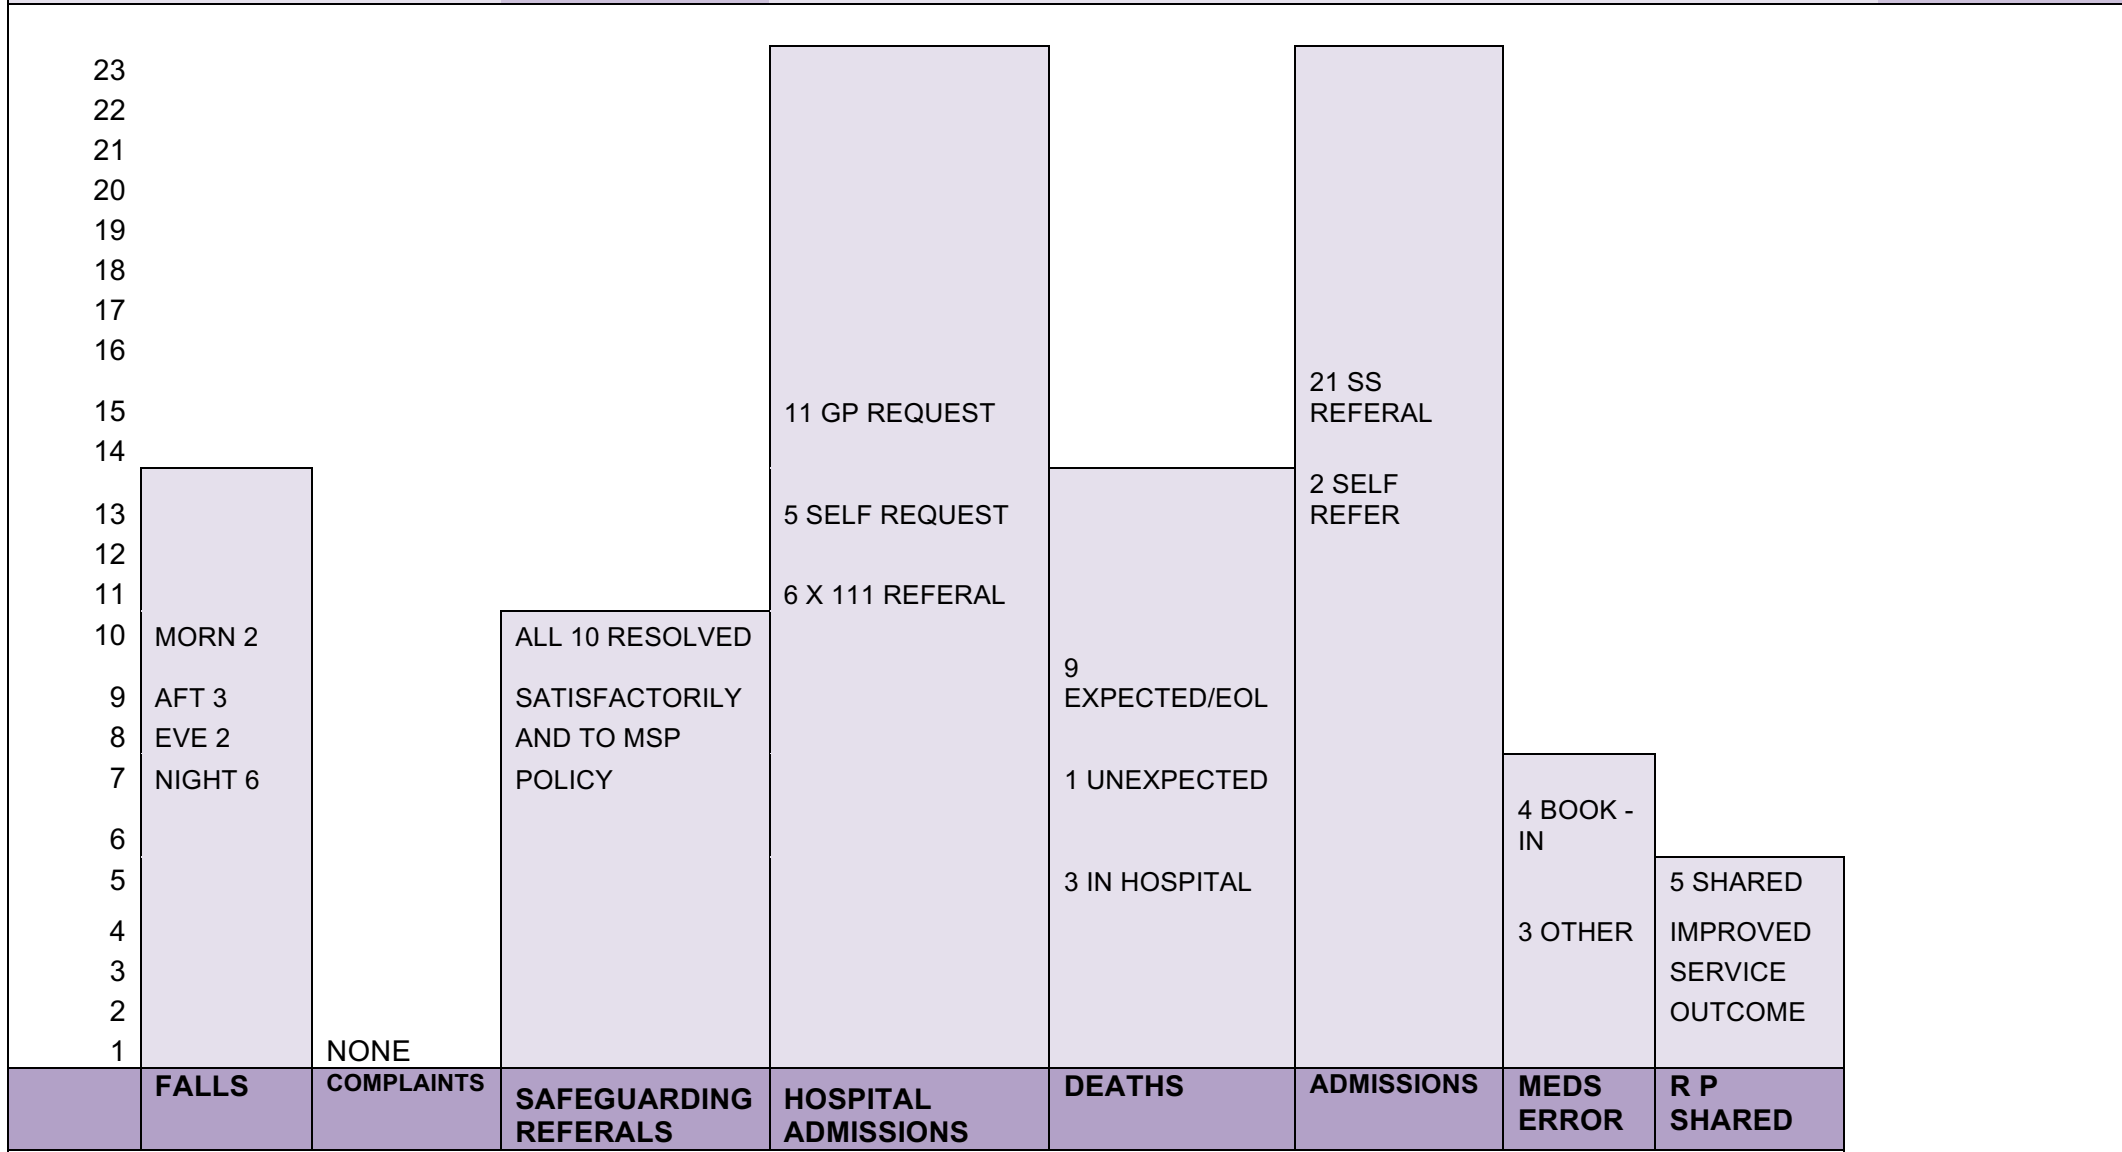 23
22
21
20
19
18
17
16
15 11 GP REQUEST 21 SS REFERAL
14
13 5 SELF REQUEST 2 SELF REFER
12
11 6 X 111 REFERAL
10 MORN 2 ALL 10 RESOLVED
9 AFT 3 SATISFACTORILY 9 EXPECTED/EOL
8 EVE 2 AND TO MSP
7 NIGHT 6 POLICY 1 UNEXPECTED
6 4 BOOK - IN
5 3 IN HOSPITAL 5 SHARED
4 3 OTHER IMPROVED
3 SERVICE
2 OUTCOME
1 NONE
FALLS COMPLAINTS SAFEGUARDING REFERALS HOSPITAL ADMISSIONS DEATHS ADMISSIONS MEDS ERROR R P SHARED